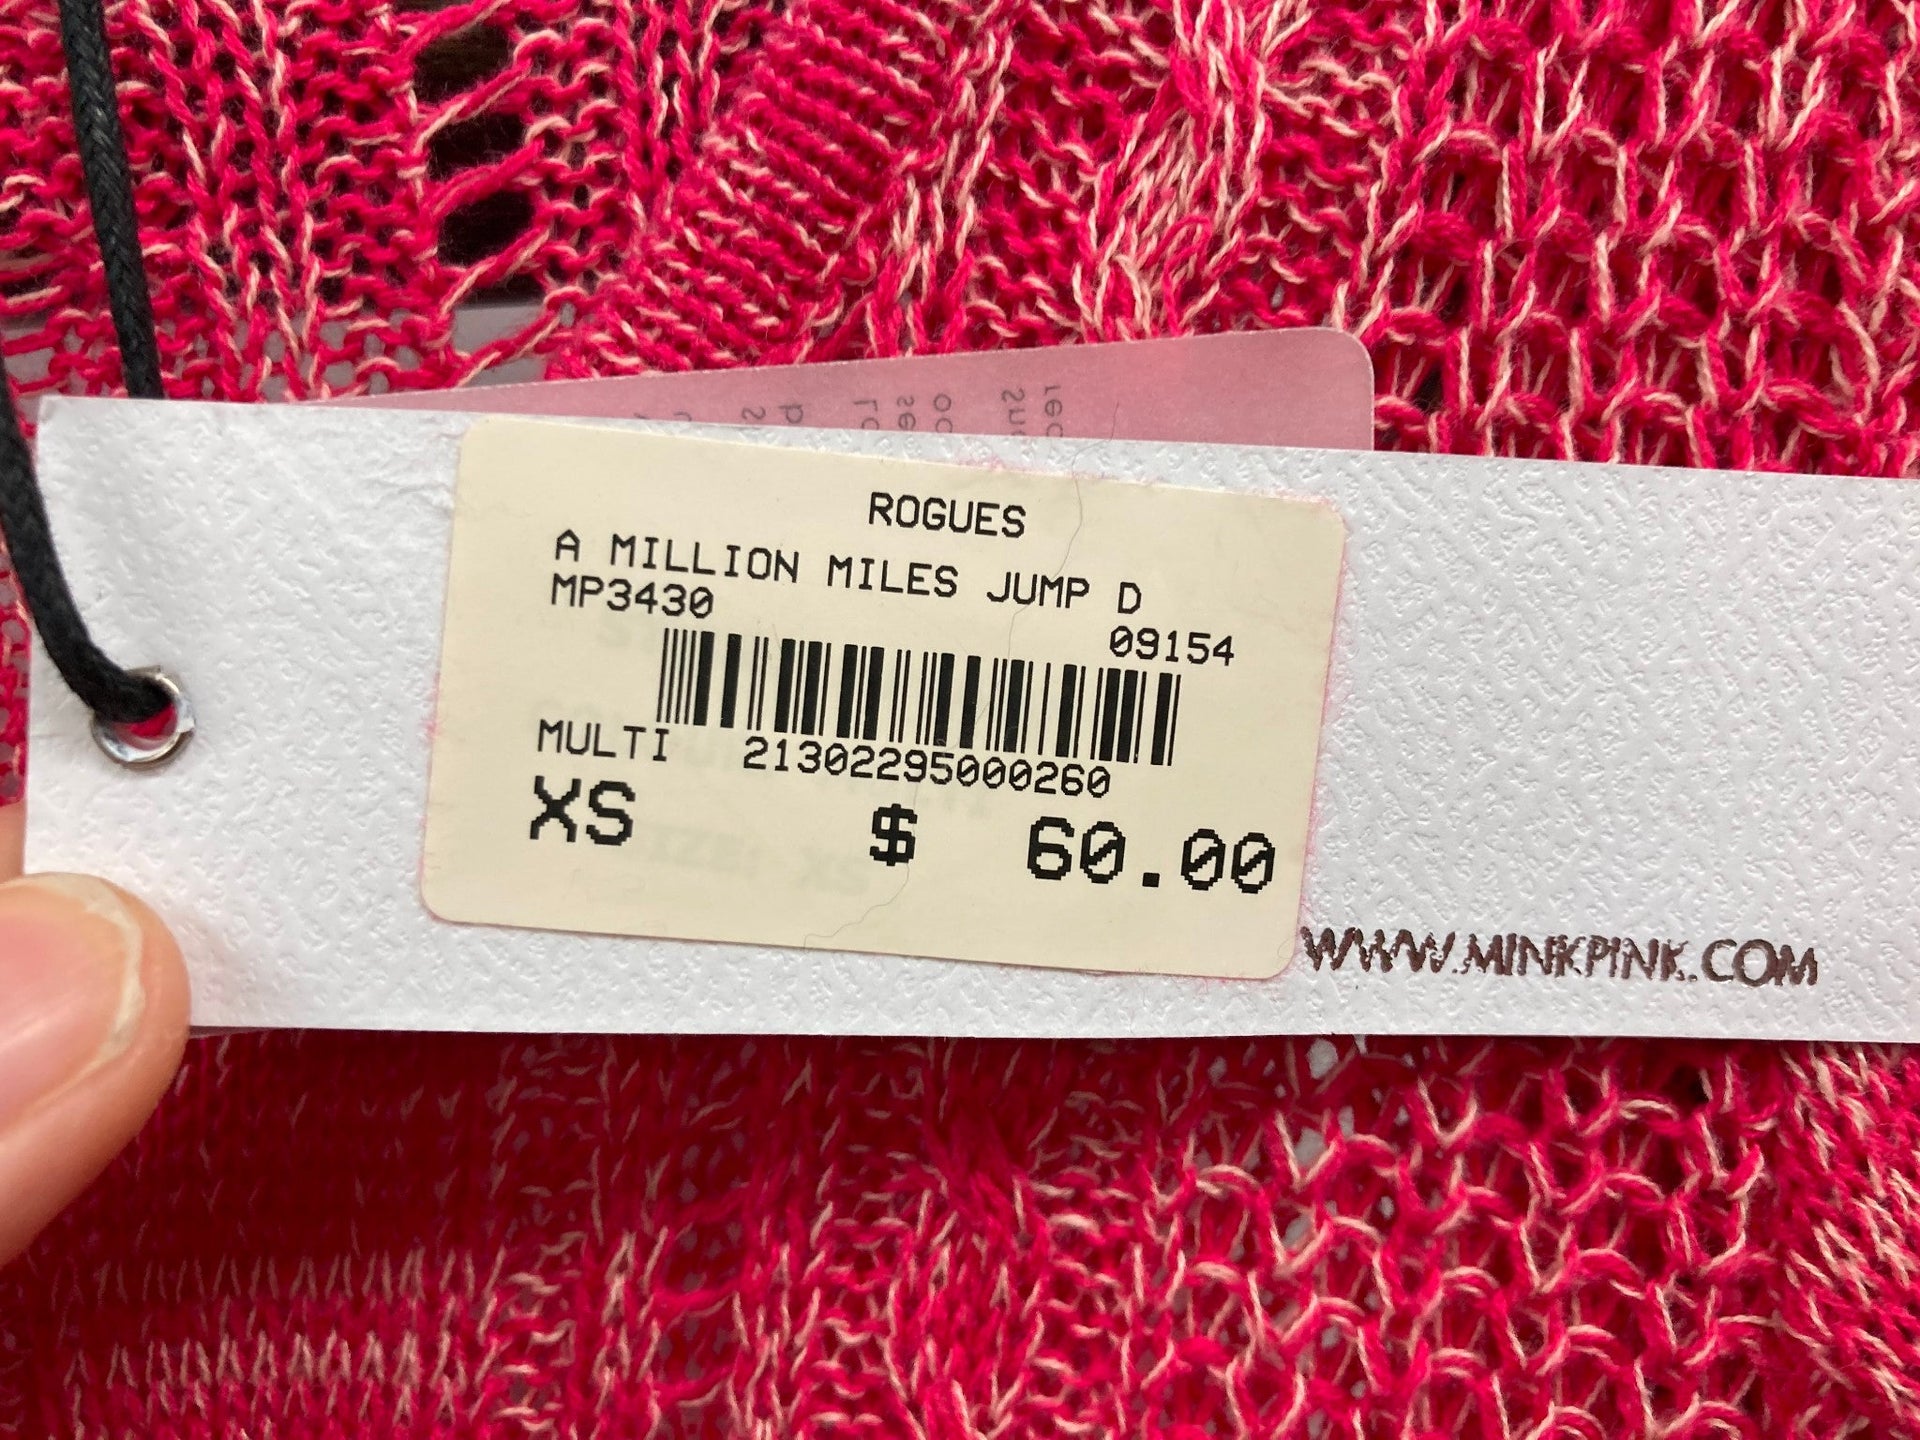 ROGUES
A MILLION MILES JUMP D
MP3430
09154
MULTI 21302295000260
XS $ 60.00
WWW.MINKPINK.COM